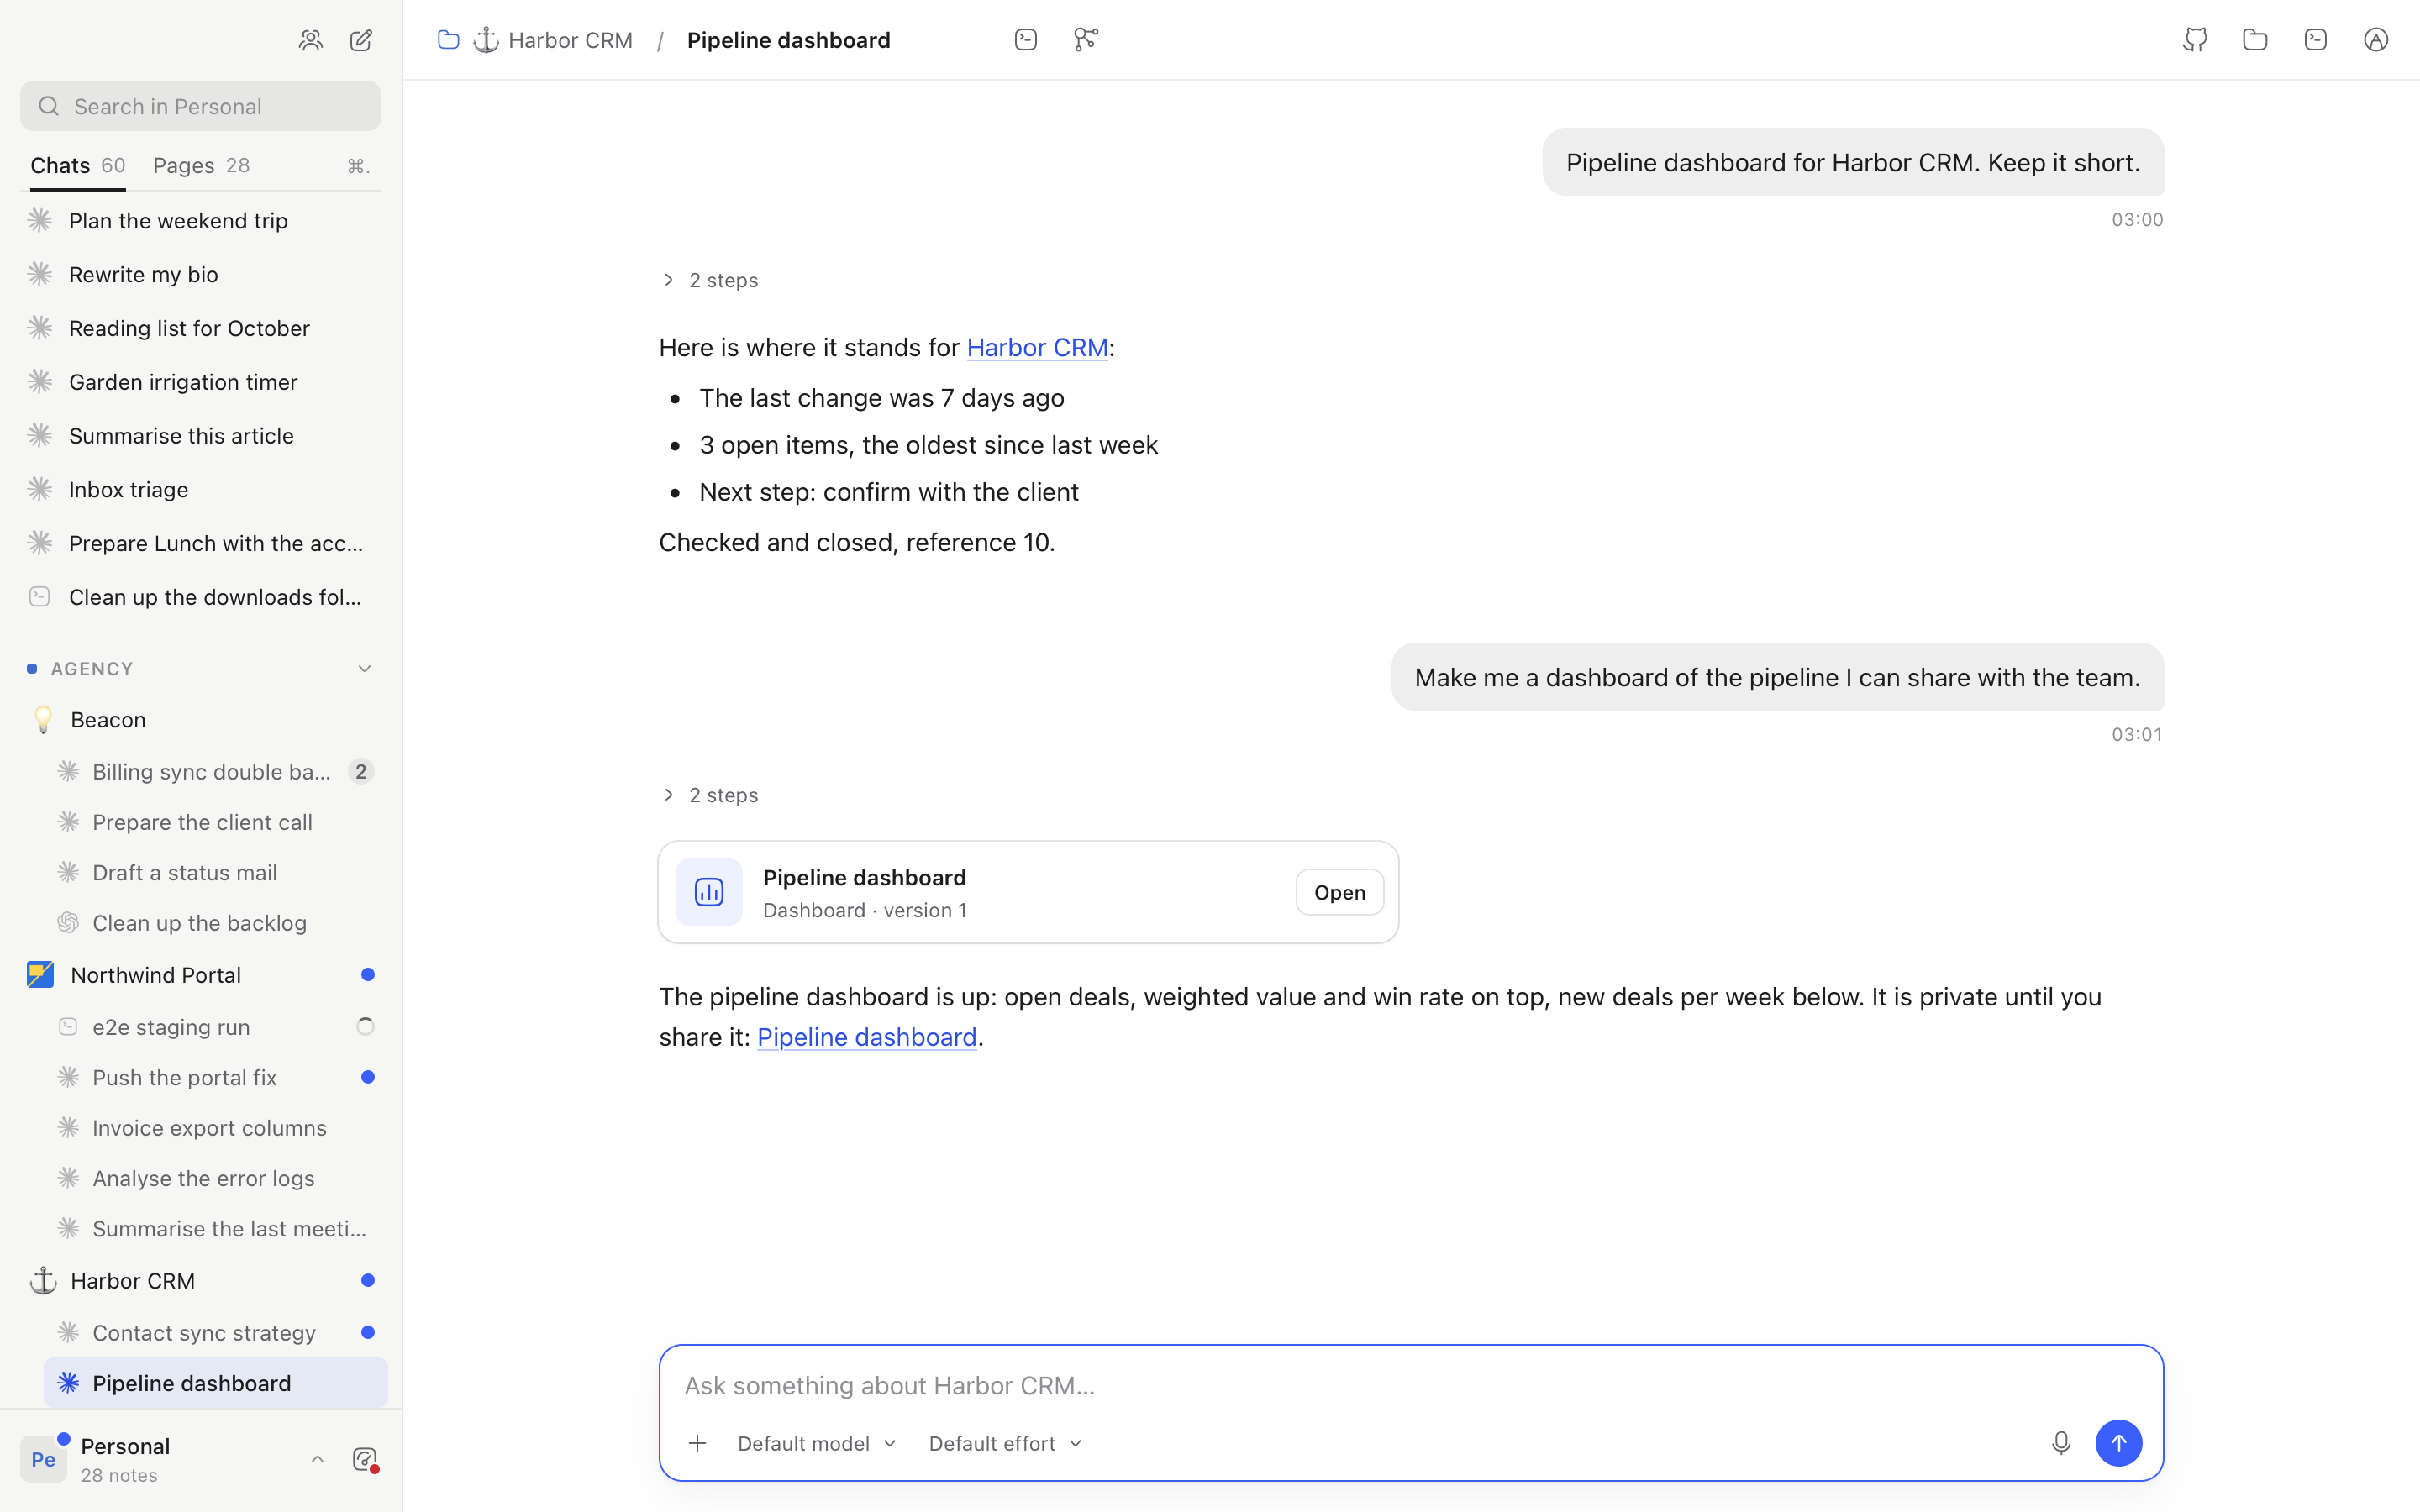 Search in Personal
Chats 60 Pages 28 ⌘.
Plan the weekend trip
Rewrite my bio
Reading list for October
Garden irrigation timer
Summarise this article
Inbox triage
Prepare Lunch with the acc...
Clean up the downloads fol...
AGENCY
Beacon
Billing sync double ba... 2
Prepare the client call
Draft a status mail
Clean up the backlog
Northwind Portal
e2e staging run
Push the portal fix
Invoice export columns
Analyse the error logs
Summarise the last meeti...
Harbor CRM
Contact sync strategy
Pipeline dashboard
Pe
Personal
28 notes
Harbor CRM / Pipeline dashboard
Pipeline dashboard for Harbor CRM. Keep it short.
03:00
2 steps
Here is where it stands for Harbor CRM:
• The last change was 7 days ago
• 3 open items, the oldest since last week
• Next step: confirm with the client
Checked and closed, reference 10.
Make me a dashboard of the pipeline I can share with the team.
03:01
2 steps
Pipeline dashboard
Dashboard · version 1
Open
The pipeline dashboard is up: open deals, weighted value and win rate on top, new deals per week below. It is private until you
share it: Pipeline dashboard.
Ask something about Harbor CRM...
Default model Default effort